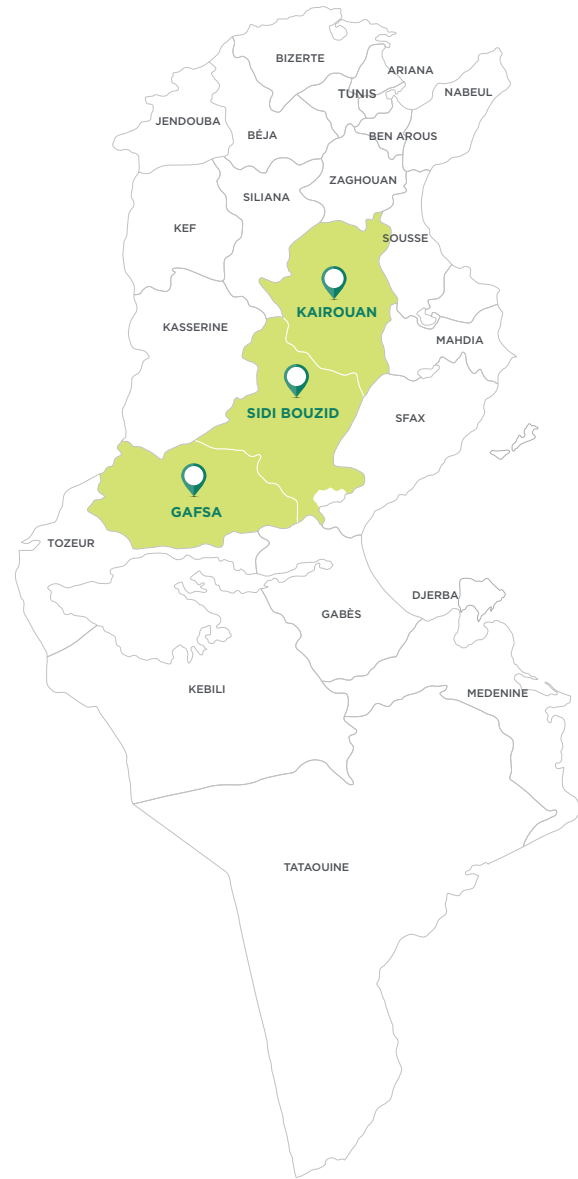 BIZERTE
ARIANA
TUNIS
NABEUL
JENDOUBA
BÉJA
BEN AROUS
ZAGHOUAN
SILIANA
KEF
SOUSSE
KAIROUAN
KASSERINE
MAHDIA
SIDI BOUZID
SFAX
GAFSA
TOZEUR
DJERBA
GABÈS
KEBILI
MEDENINE
TATAOUINE